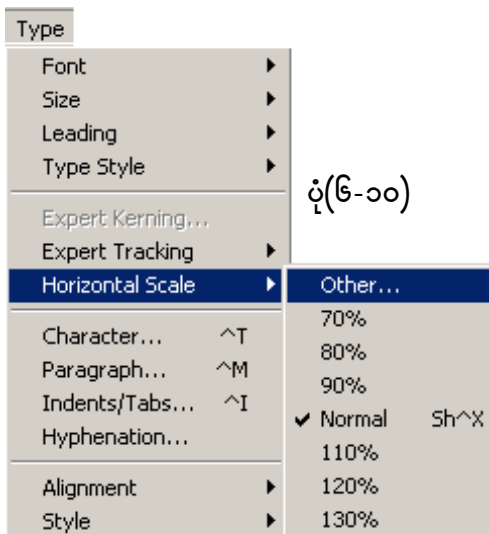 Type
Font
Size
Leading
Type Style
ပုံ(၆-၁၀)
Expert Kerning...
Expert Tracking
Horizontal Scale
Other...
70%
80%
90%
Normal Sh^X
110%
120%
130%
Character... ^T
Paragraph... ^M
Indents/Tabs... ^I
Hyphenation...
Alignment
Style